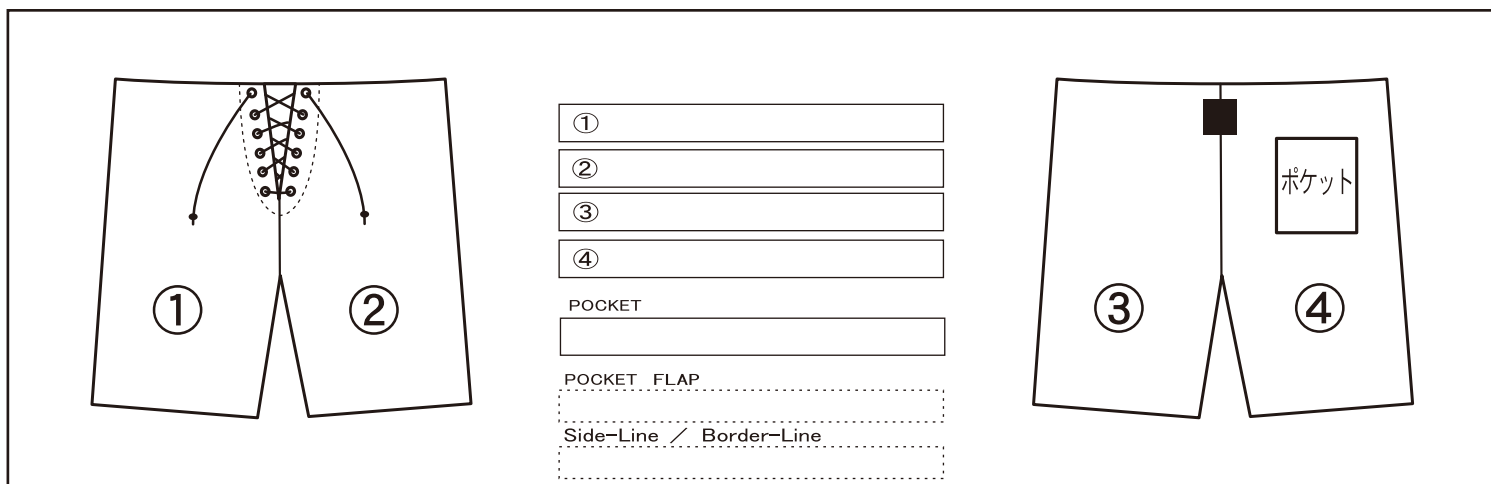 ①
②
①
②
③
④
POCKET
POCKET FLAP
Side-Line ／ Border-Line
ポケット
③
④